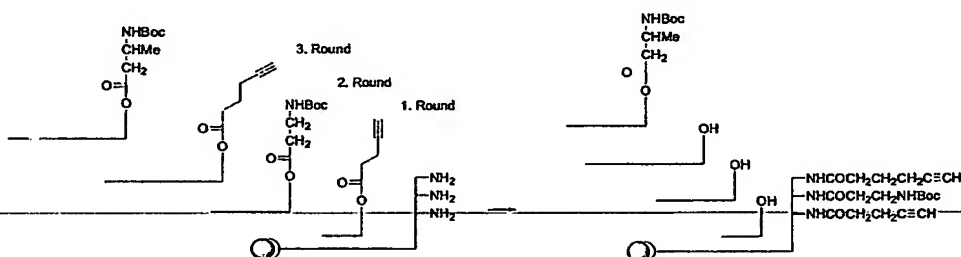 NHBoc
CHMe
CH2
O=
O
3. Round
O=
O
2. Round
NHBoc
CH2
CH2
O=
O
1. Round
O=
O
NH2
NH2
NH2
NHBoc
CHMe
CH2
O
O
OH
OH
OH
NHCOCH2CH2CH2C≡CH
NHCOCH2CH2NHBoc
NHCOCH2CH2C≡CH